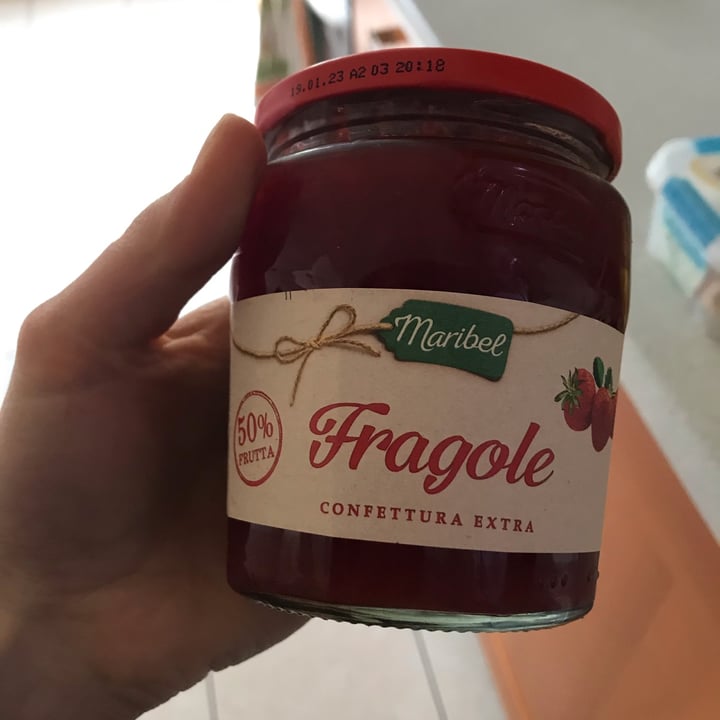 19.01.23 A2 03 20:18
Maribel
50%
FRUTTA
Fragole
CONFETTURA EXTRA